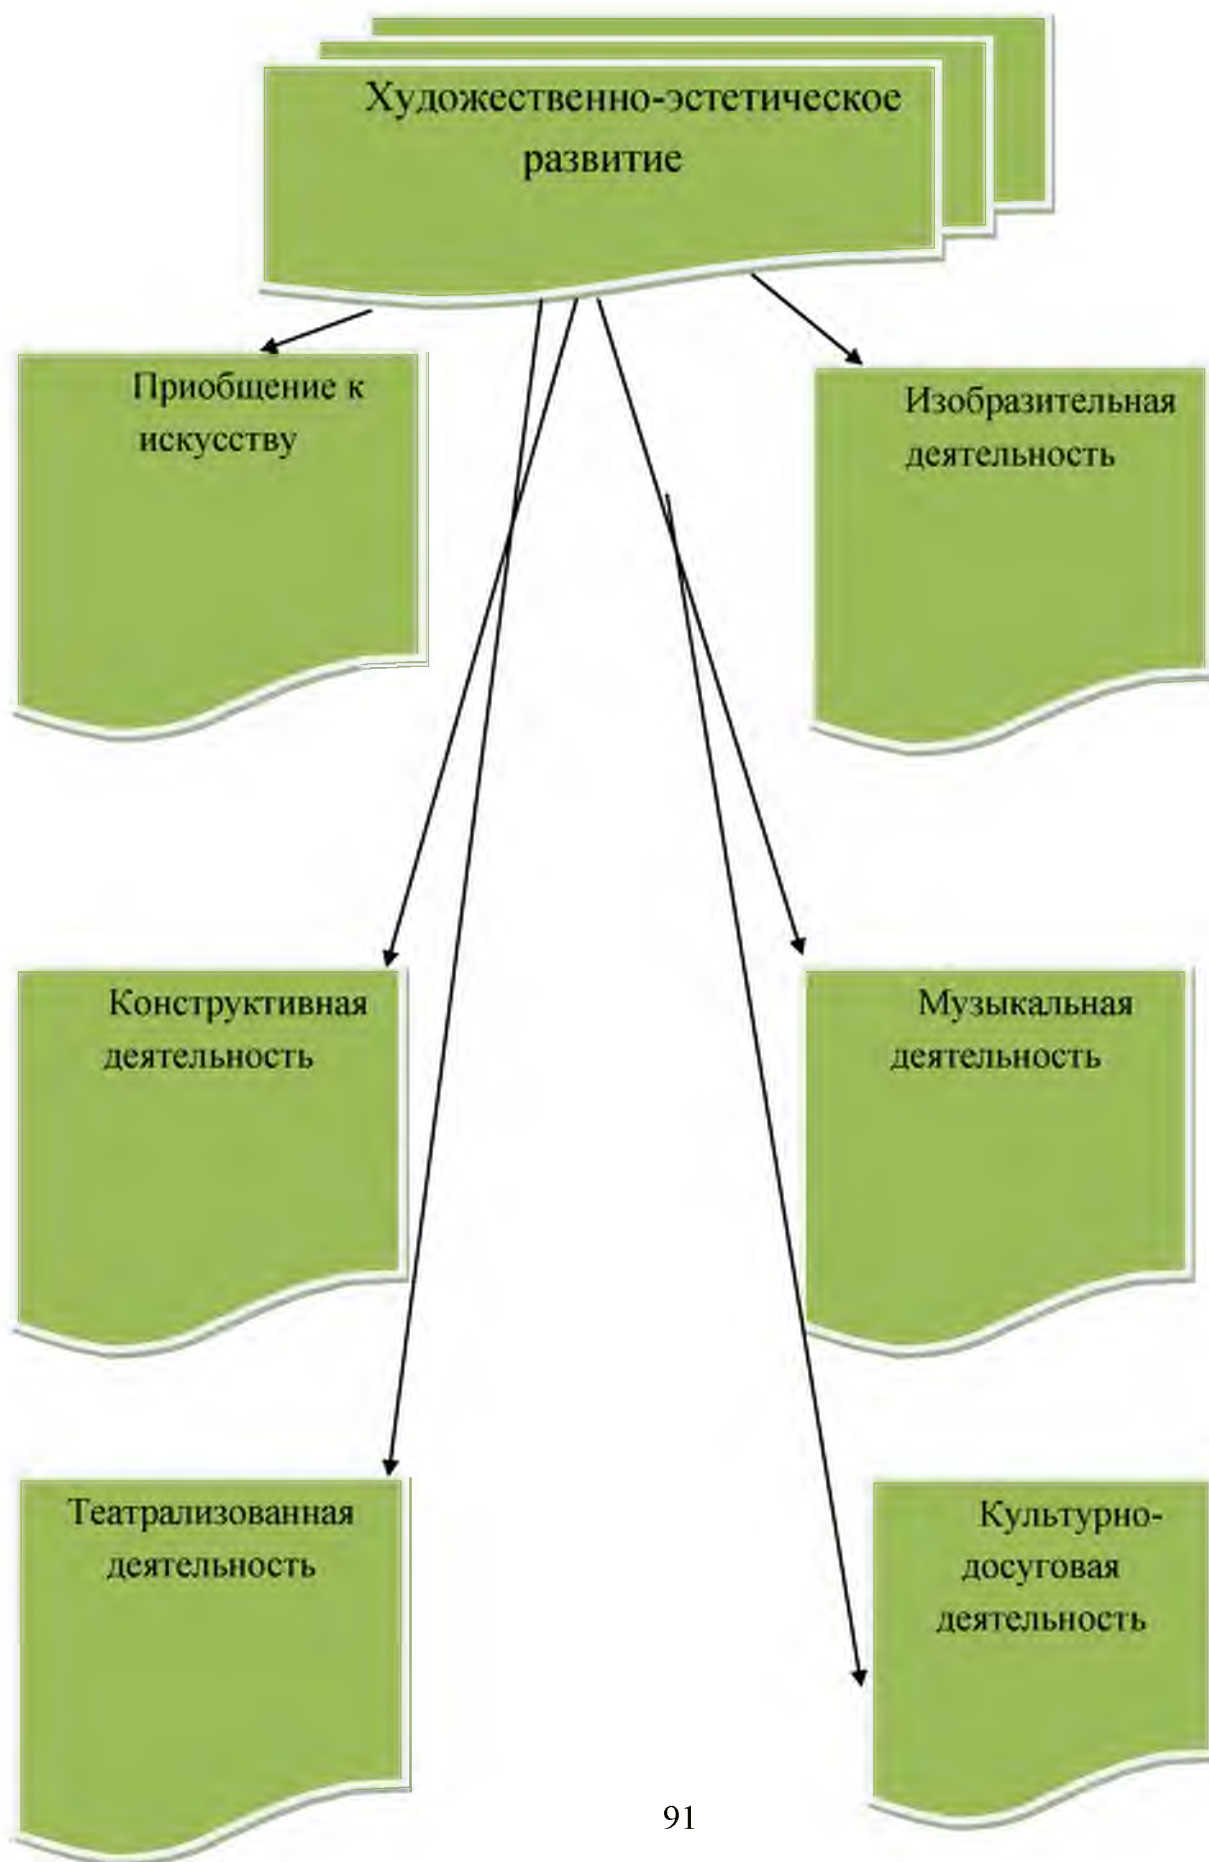 Художественно-эстетическое
развитие
Приобщение к
искусству
Изобразительная
деятельность
Конструктивная
деятельность
Музыкальная
деятельность
Театрализованная
деятельность
Культурно-
досуговая
деятельность
91